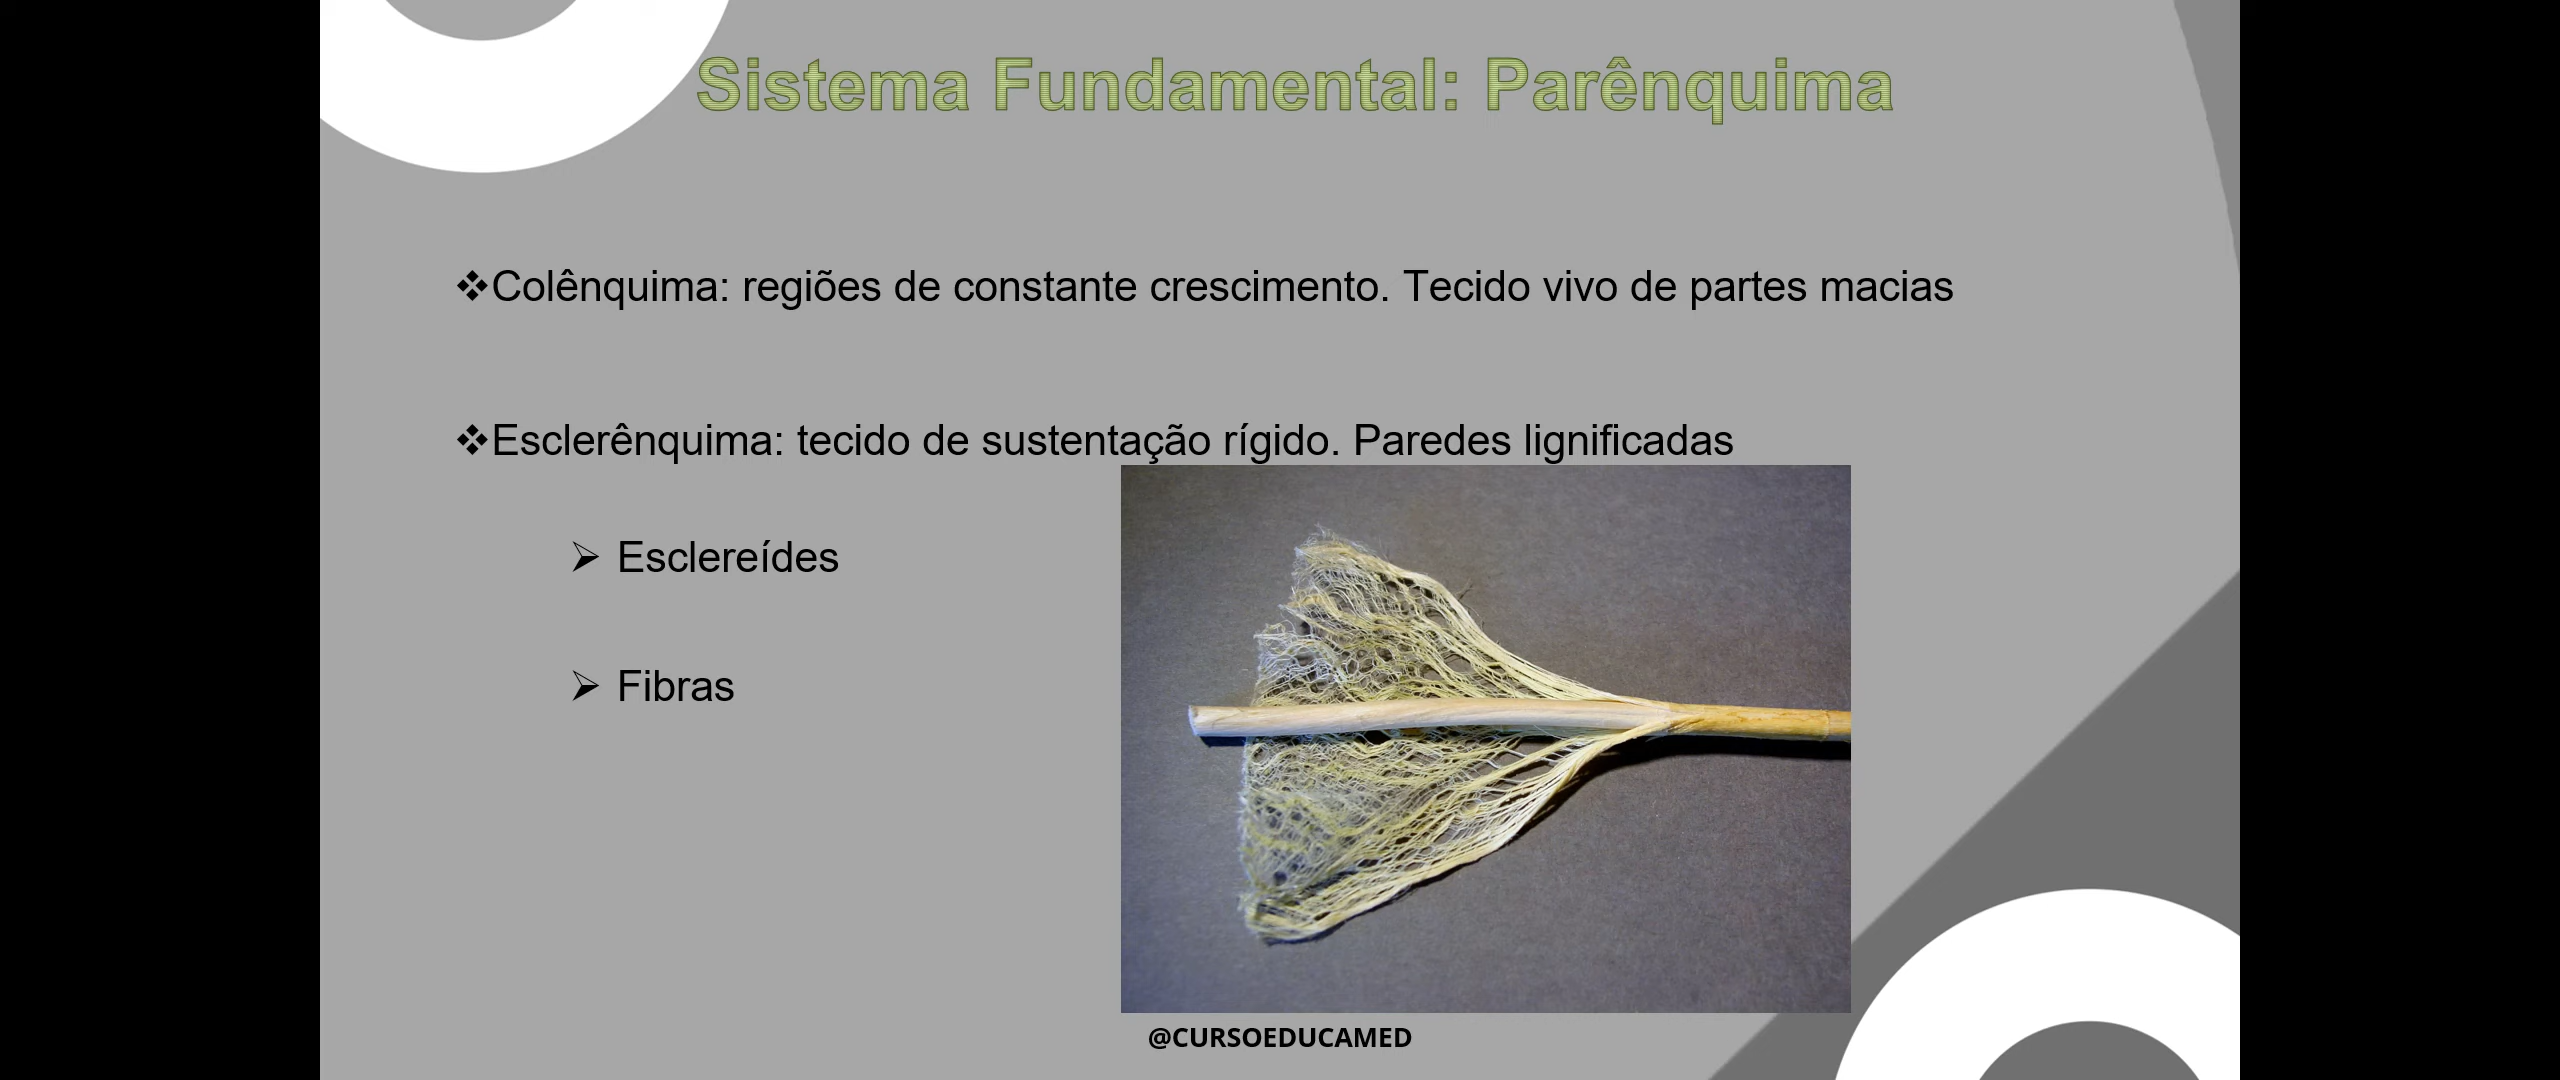 Sistema Fundamental: Parênquima
❖Colênquima: regiões de constante crescimento. Tecido vivo de partes macias
❖Esclerênquima: tecido de sustentação rígido. Paredes lignificadas
➢ Esclereídes
➢ Fibras
@CURSOEDUCAMED